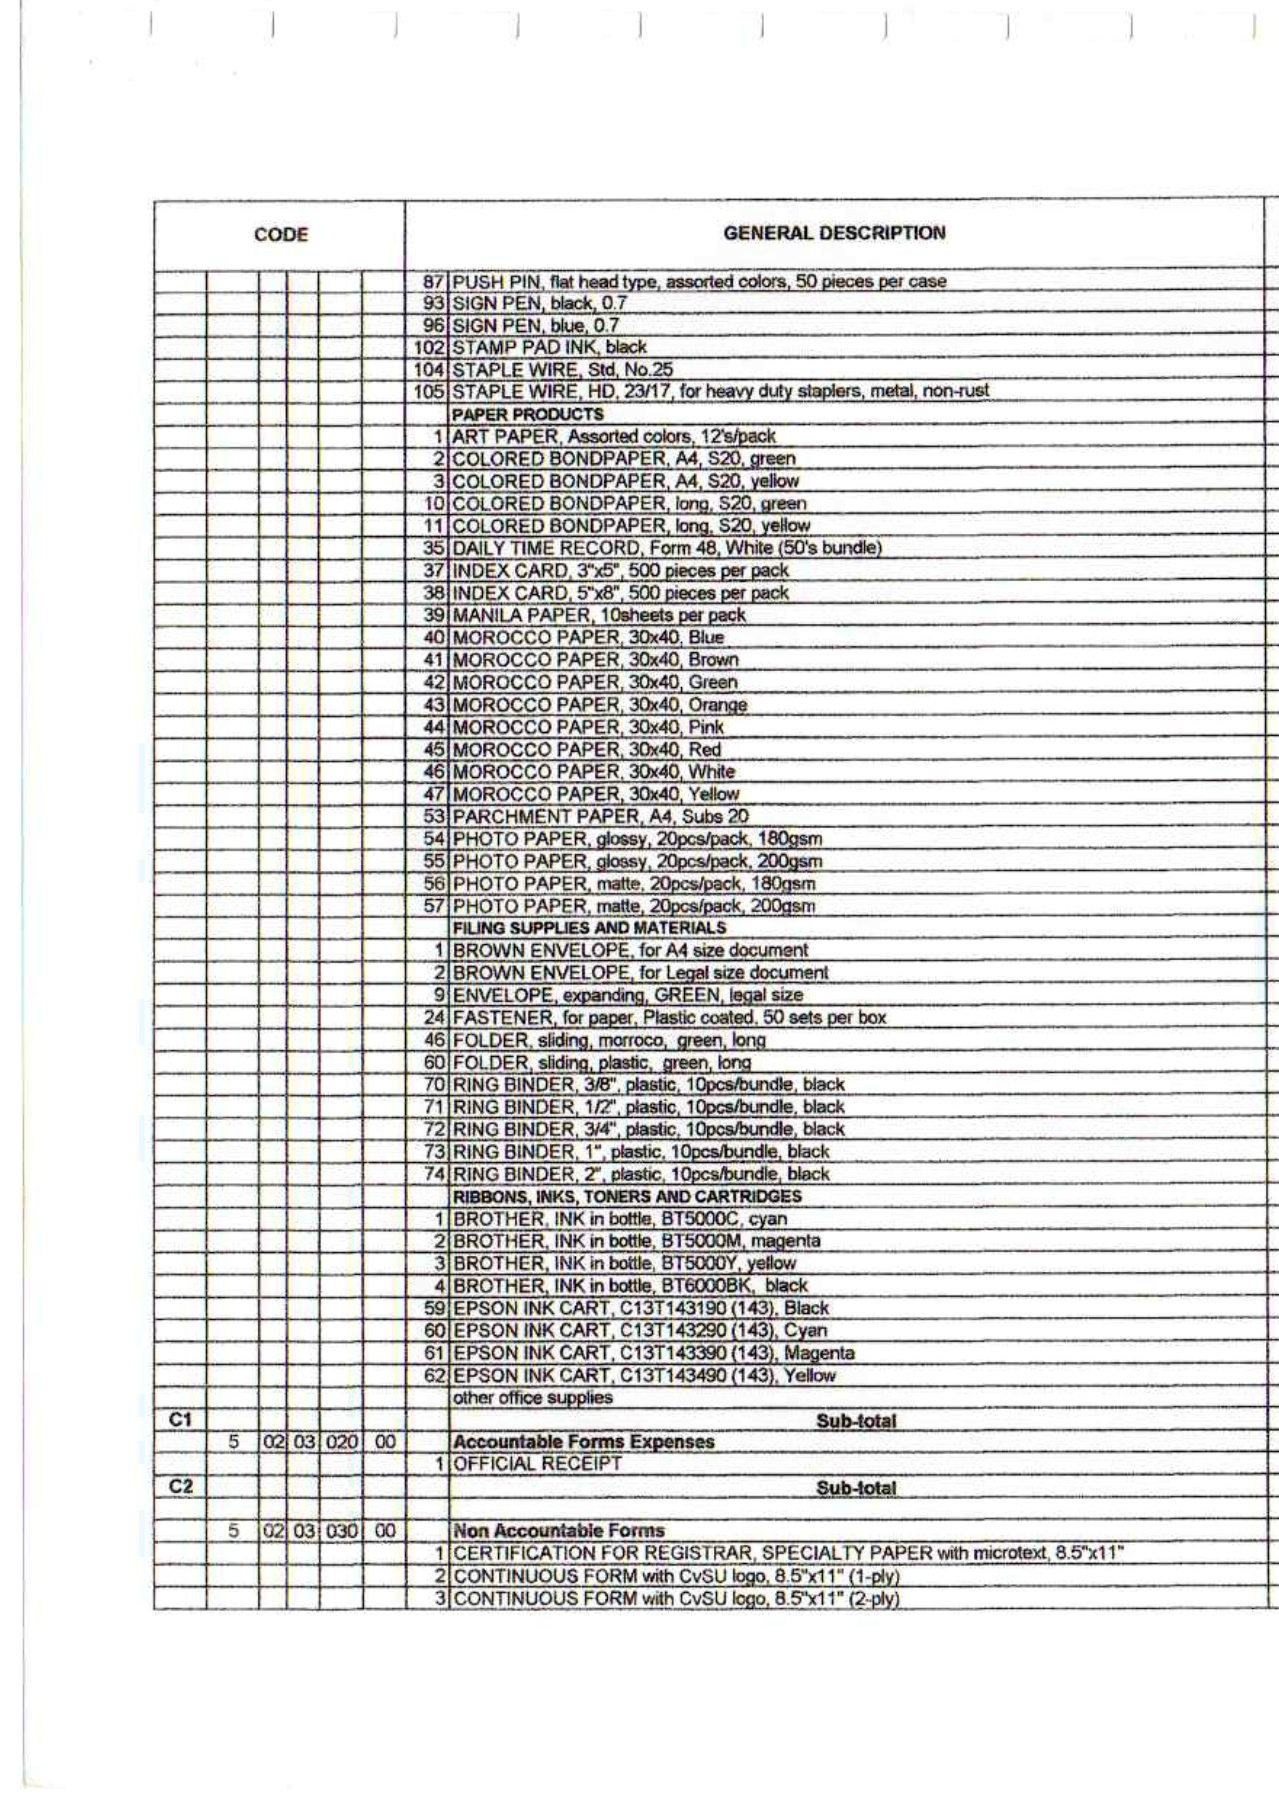 CODE GENERAL DESCRIPTION
87 PUSH PIN, flat head type, assorted colors, 50 pieces per case
93 SIGN PEN, black, 0.7
96 SIGN PEN, blue, 0.7
102 STAMP PAD INK, black
104 STAPLE WIRE, Std, No.25
105 STAPLE WIRE, HD, 23/17, for heavy duty staplers, metal, non-rust
PAPER PRODUCTS
1 ART PAPER, Assorted colors, 12's/pack
2 COLORED BONDPAPER, A4, S20, green
3 COLORED BONDPAPER, A4, S20, yellow
10 COLORED BONDPAPER, long, S20, green
11 COLORED BONDPAPER, long, S20, yellow
35 DAILY TIME RECORD, Form 48, White (50's bundle)
37 INDEX CARD, 3"x5", 500 pieces per pack
38 INDEX CARD, 5"x8", 500 pieces per pack
39 MANILA PAPER, 10sheets per pack
40 MOROCCO PAPER, 30x40, Blue
41 MOROCCO PAPER, 30x40, Brown
42 MOROCCO PAPER, 30x40, Green
43 MOROCCO PAPER, 30x40, Orange
44 MOROCCO PAPER, 30x40, Pink
45 MOROCCO PAPER, 30x40, Red
46 MOROCCO PAPER, 30x40, White
47 MOROCCO PAPER, 30x40, Yellow
53 PARCHMENT PAPER, A4, Subs 20
54 PHOTO PAPER, glossy, 20pcs/pack, 180gsm
55 PHOTO PAPER, glossy, 20pcs/pack, 200gsm
56 PHOTO PAPER, matte, 20pcs/pack, 180gsm
57 PHOTO PAPER, matte, 20pcs/pack, 200gsm
FILING SUPPLIES AND MATERIALS
1 BROWN ENVELOPE, for A4 size document
2 BROWN ENVELOPE, for Legal size document
9 ENVELOPE, expanding, GREEN, legal size
24 FASTENER, for paper, Plastic coated, 50 sets per box
46 FOLDER, sliding, morroco, green, long
60 FOLDER, sliding, plastic, green, long
70 RING BINDER, 3/8", plastic, 10pcs/bundle, black
71 RING BINDER, 1/2", plastic, 10pcs/bundle, black
72 RING BINDER, 3/4", plastic, 10pcs/bundle, black
73 RING BINDER, 1", plastic, 10pcs/bundle, black
74 RING BINDER, 2", plastic, 10pcs/bundle, black
RIBBONS, INKS, TONERS AND CARTRIDGES
1 BROTHER, INK in bottle, BT5000C, cyan
2 BROTHER, INK in bottle, BT5000M, magenta
3 BROTHER, INK in bottle, BT5000Y, yellow
4 BROTHER, INK in bottle, BT6000BK, black
59 EPSON INK CART, C13T143190 (143), Black
60 EPSON INK CART, C13T143290 (143), Cyan
61 EPSON INK CART, C13T143390 (143), Magenta
62 EPSON INK CART, C13T143490 (143), Yellow
other office supplies
C1 Sub-total
5 02 03 020 00 Accountable Forms Expenses
1 OFFICIAL RECEIPT
C2 Sub-total
5 02 03 030 00 Non Accountable Forms
1 CERTIFICATION FOR REGISTRAR, SPECIALTY PAPER with microtext, 8.5"x11"
2 CONTINUOUS FORM with CvSU logo, 8.5"x11" (1-ply)
3 CONTINUOUS FORM with CvSU logo, 8.5"x11" (2-ply)